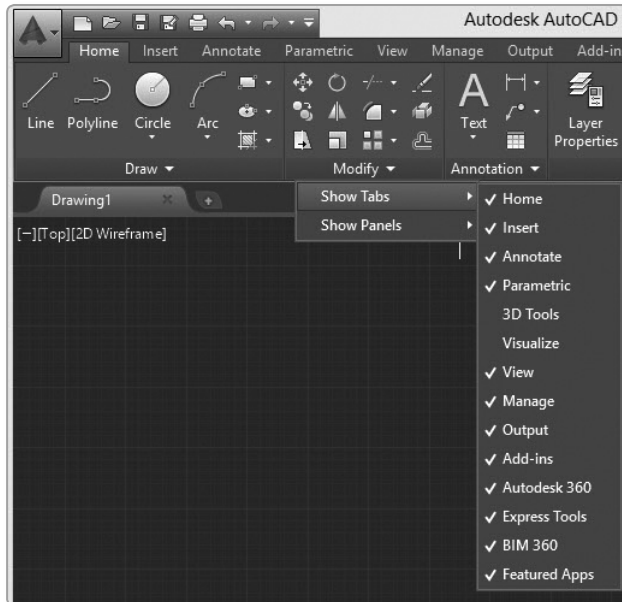 Autodesk AutoCAD
Home Insert Annotate Parametric View Manage Output Add-in
Line Polyline Circle Arc Text Layer Properties
Draw Modify Annotation
Drawing1
[−][Top][2D Wireframe]
Show Tabs
Show Panels
Home
Insert
Annotate
Parametric
3D Tools
Visualize
View
Manage
Output
Add-ins
Autodesk 360
Express Tools
BIM 360
Featured Apps